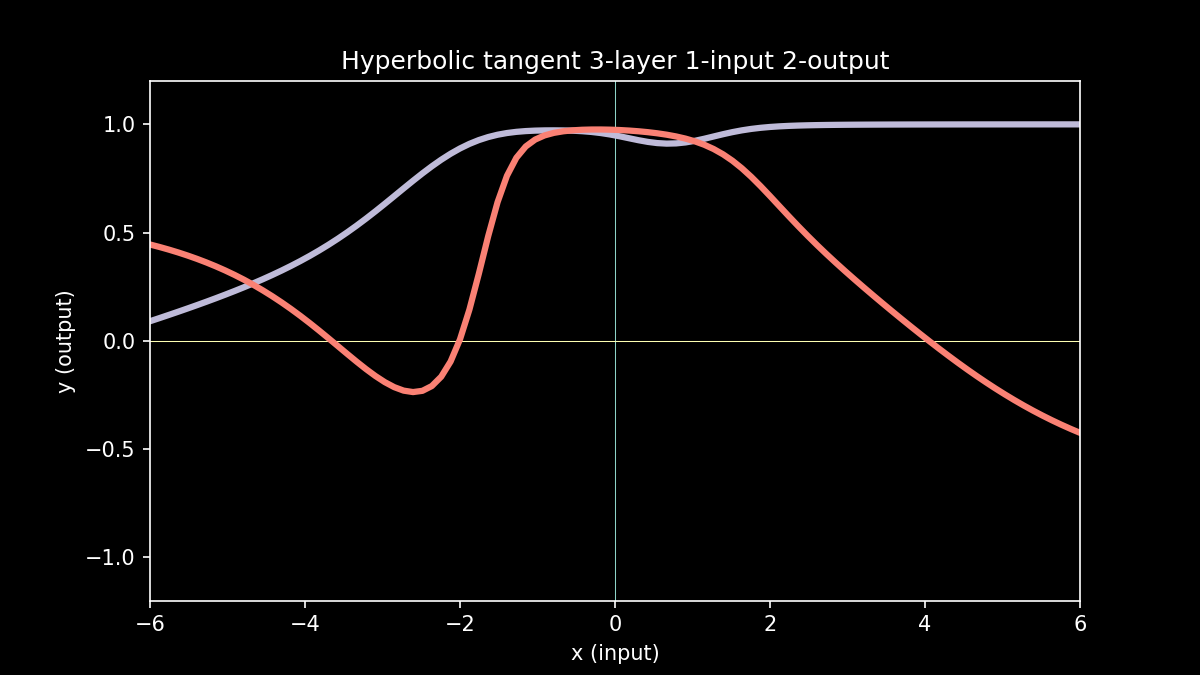 Hyperbolic tangent 3-layer 1-input 2-output
1.0
0.5
0.0
−0.5
−1.0
y (output)
−6 −4 −2 0 2 4 6
x (input)